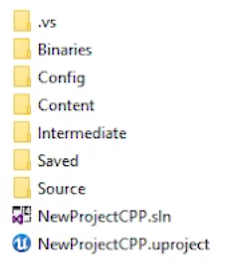 .vs
Binaries
Config
Content
Intermediate
Saved
Source
NewProjectCPP.sln
NewProjectCPP.uproject